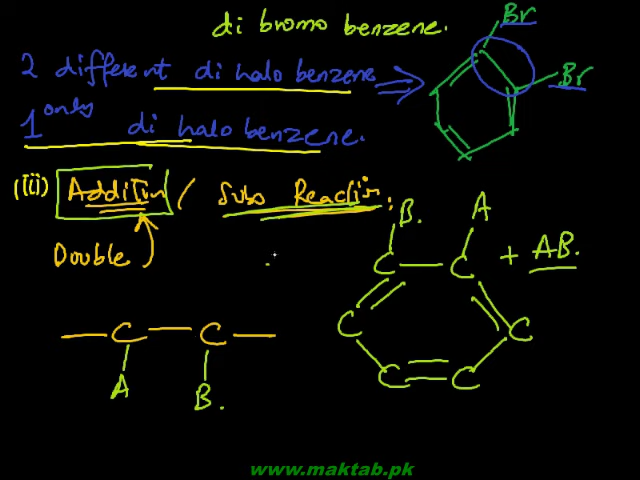 di bromo benzene.
2 different di halo benzene
Br
Br
1 only di halo benzene.
(iii) Addition / Subs Reaction:
Double
B.
A
C C + AB.
C C
C C
C C
A
B.
www.maktab.pk